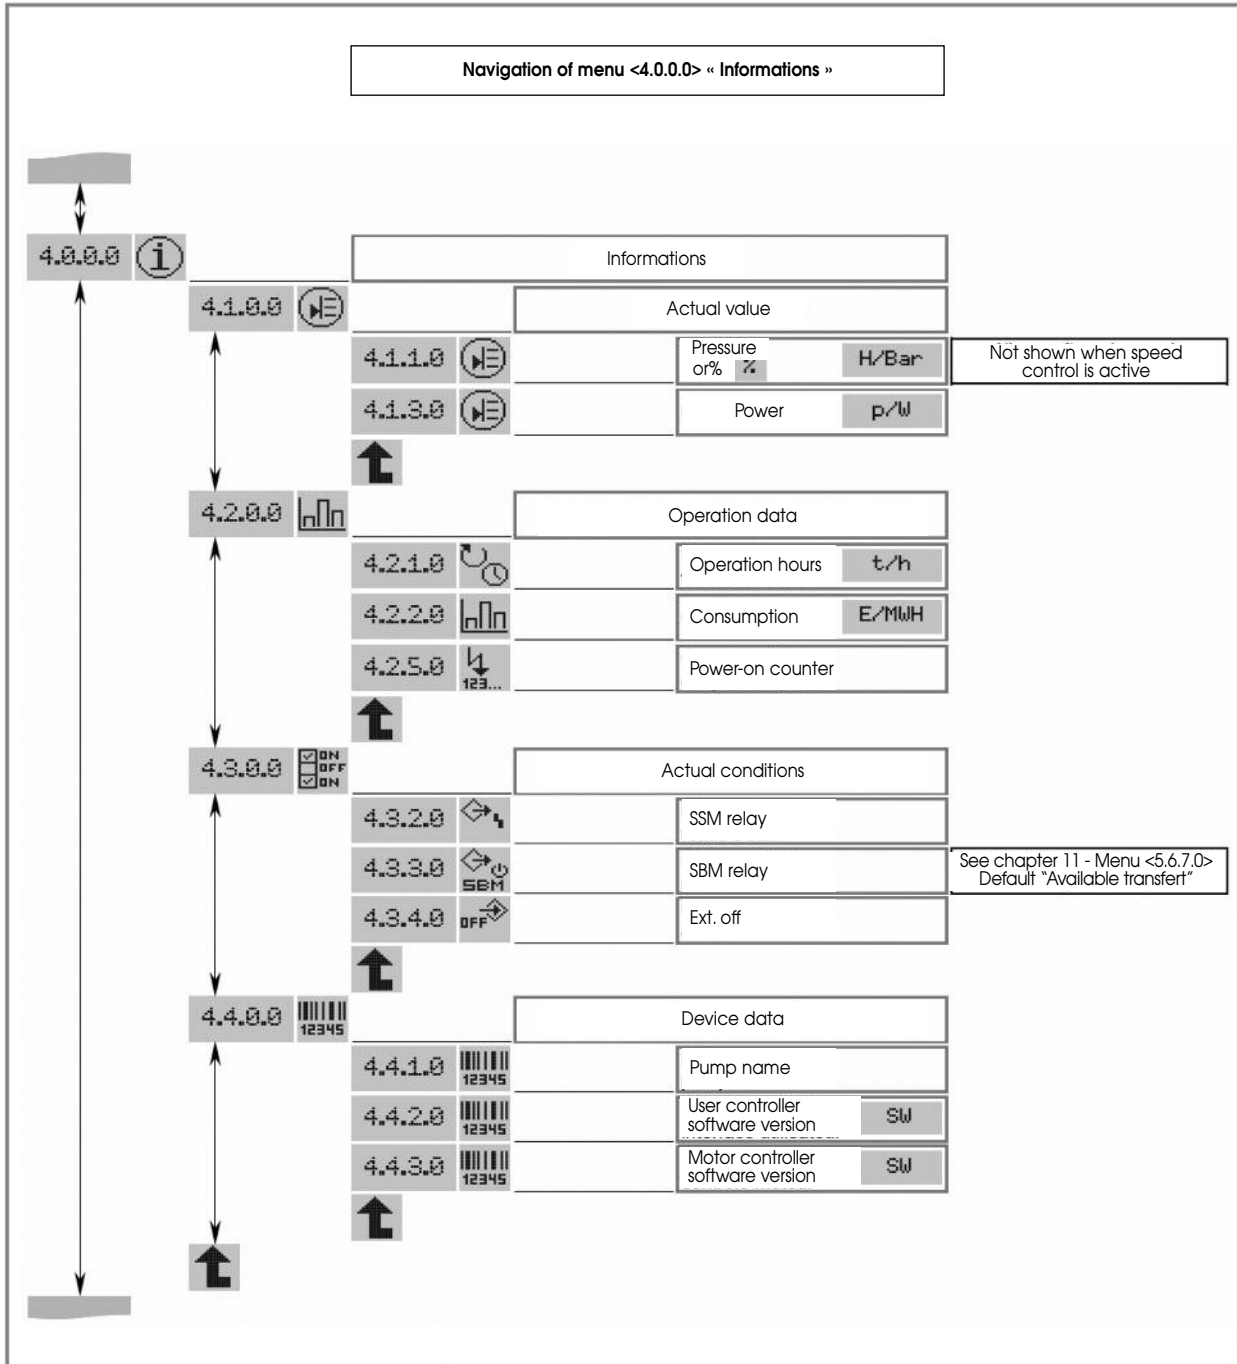 Navigation of menu <4.0.0.0> « Informations »
4.0.0.0 i Informations
4.1.0.0 Actual value
4.1.1.0 Pressure
or% % H/Bar
Not shown when speed
control is active
4.1.3.0 Power p/W
4.2.0.0 Operation data
4.2.1.0 Operation hours t/h
4.2.2.0 Consumption E/MWH
4.2.5.0 123... Power-on counter
4.3.0.0 ON OFF ON Actual conditions
4.3.2.0 SSM relay
4.3.3.0 SBM SBM relay
See chapter 11 - Menu <5.6.7.0>
Default “Available transfert”
4.3.4.0 OFF Ext. off
4.4.0.0 12345 Device data
4.4.1.0 12345 Pump name
4.4.2.0 12345 User controller
software version SW
4.4.3.0 12345 Motor controller
software version SW